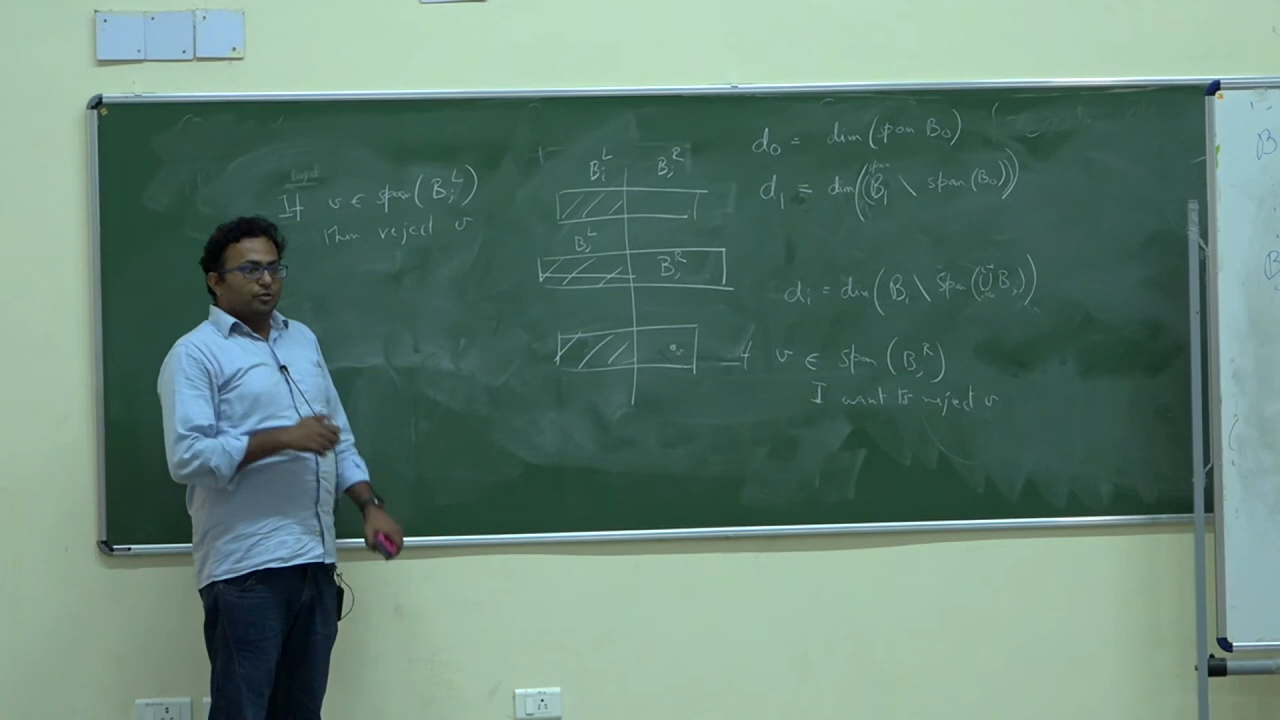 If v ∈ span(B_i^L)
then reject v
B_i^L B_i^R
B_i^L
B_i^R
v
d_0 = dim(span B_0)
d_1 = dim((span B_1 \ span(B_0)))
d_i = dim(B_i \ span(∪ B_j))
v ∈ span(B_i^R)
I want to reject v
B
B